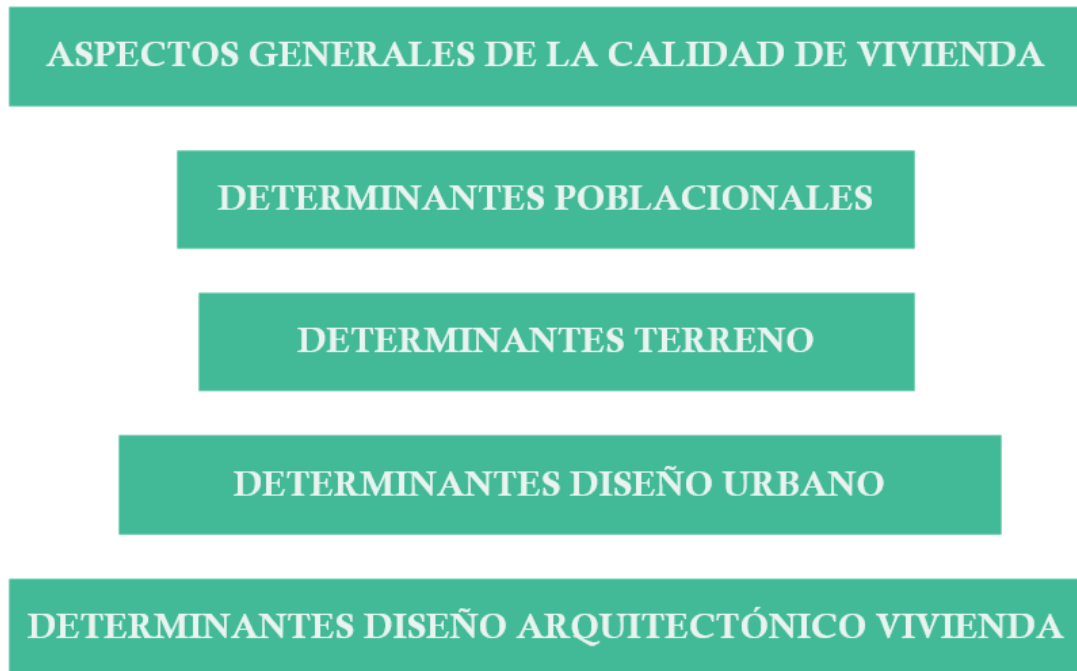 ASPECTOS GENERALES DE LA CALIDAD DE VIVIENDA
DETERMINANTES POBLACIONALES
DETERMINANTES TERRENO
DETERMINANTES DISEÑO URBANO
DETERMINANTES DISEÑO ARQUITECTÓNICO VIVIENDA